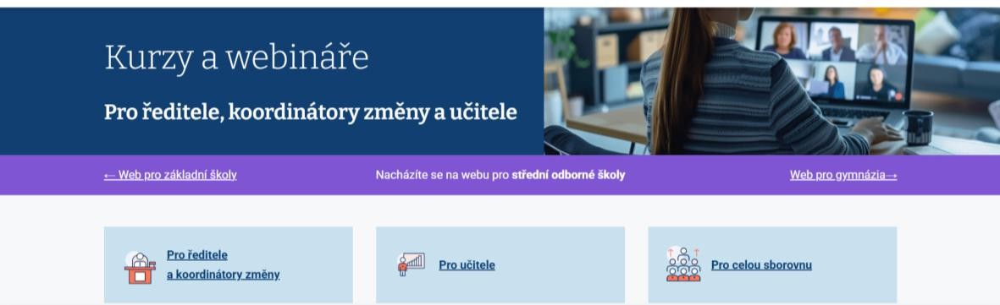 Kurzy a webináře
Pro ředitele, koordinátory změny a učitele
← Web pro základní školy
Nacházíte se na webu pro střední odborné školy
Web pro gymnázia→
Pro ředitele
a koordinátory změny
Pro učitele
Pro celou sborovnu